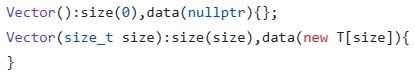 Vector():size(0),data(nullptr){};
Vector(size_t size):size(size),data(new T[size]){
}